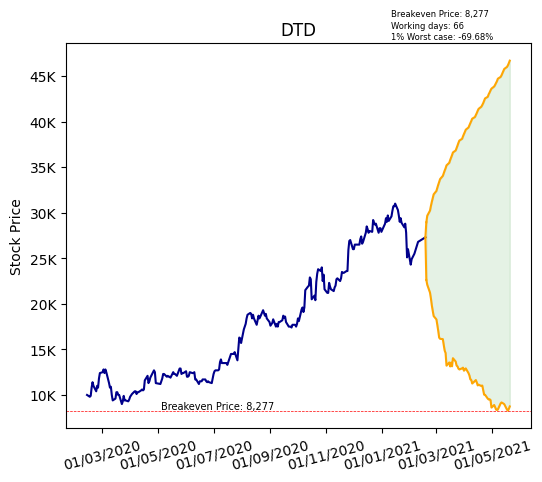 Breakeven Price: 8,277
Working days: 66
1% Worst case: -69.68%
DTD
Stock Price
45K
40K
35K
30K
25K
20K
15K
10K
Breakeven Price: 8,277
01/03/2020
01/05/2020
01/07/2020
01/09/2020
01/11/2020
01/01/2021
01/03/2021
01/05/2021